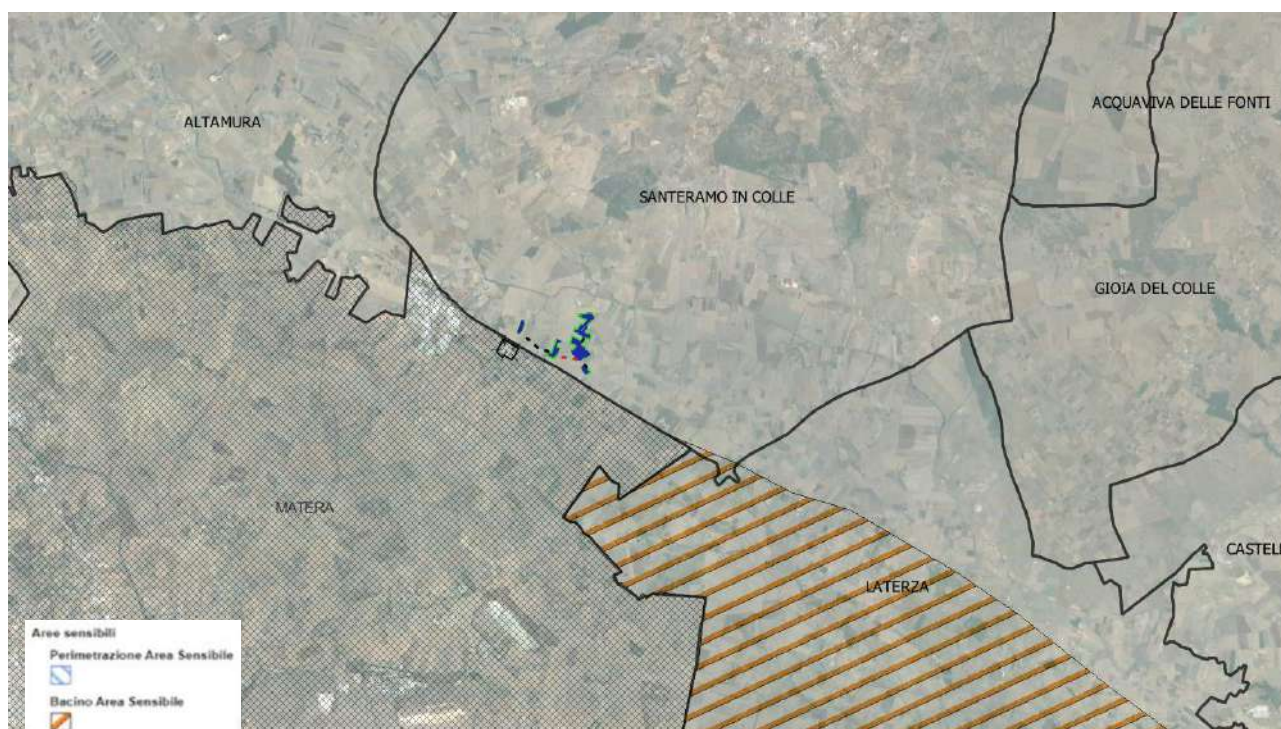 ACQUAVIVA DELLE FONTI
ALTAMURA
SANTERAMO IN COLLE
GIOIA DEL COLLE
MATERA
CASTELL
LATERZA
Aree sensibili
Perimetrazione Area Sensibile
Bacino Area Sensibile